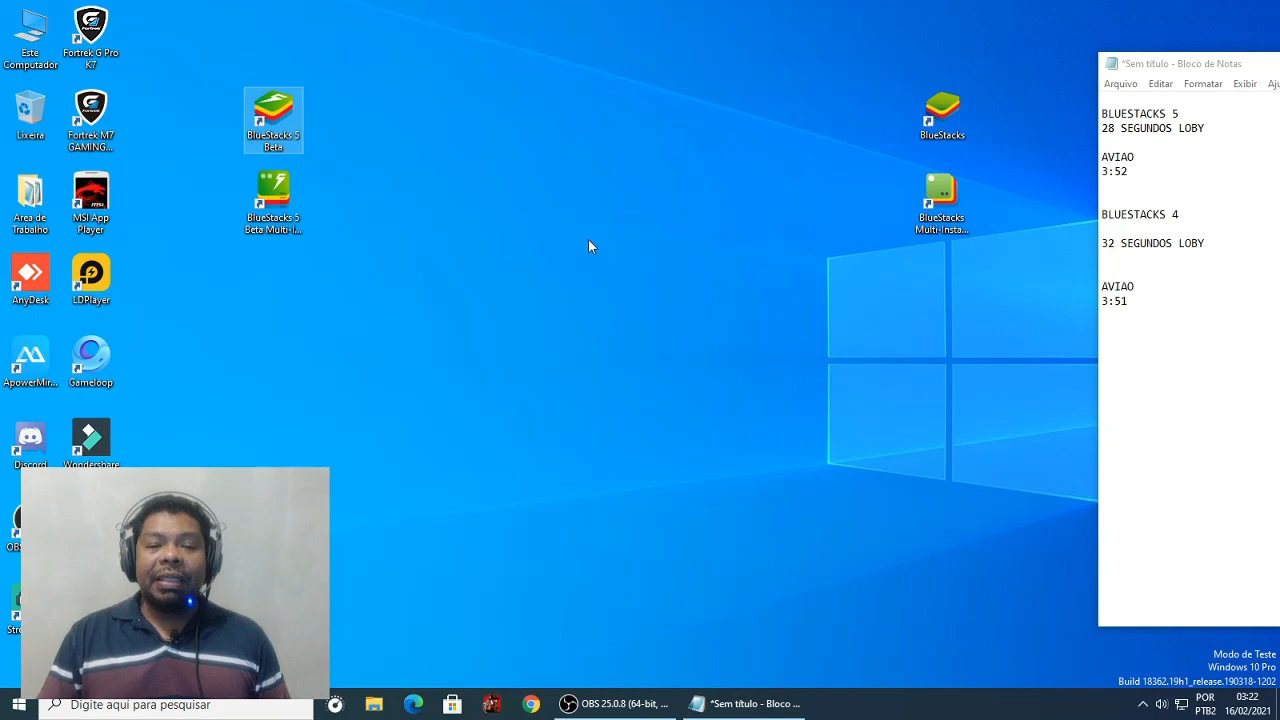 Este
Computador
Fortrek G Pro
K7
Lixeira
Fortrek M7
GAMING...
Área de
Trabalho
MSI App
Player
AnyDesk
LDPlayer
ApowerMir...
Gameloop
Discord
Wondershare
BlueStacks 5
Beta
BlueStacks 5
Beta Multi-I...
BlueStacks
BlueStacks
Multi-Insta...
*Sem título - Bloco de Notas
Arquivo Editar Formatar Exibir
BLUESTACKS 5
28 SEGUNDOS LOBY
AVIAO
3:52
BLUESTACKS 4
32 SEGUNDOS LOBY
AVIAO
3:51
Modo de Teste
Windows 10 Pro
Build 18362.19h1_release.190318-1202
Digite aqui para pesquisar
OBS 25.0.8 (64-bit, ...
*Sem título - Bloco ...
POR
PTB2
03:22
16/02/2021